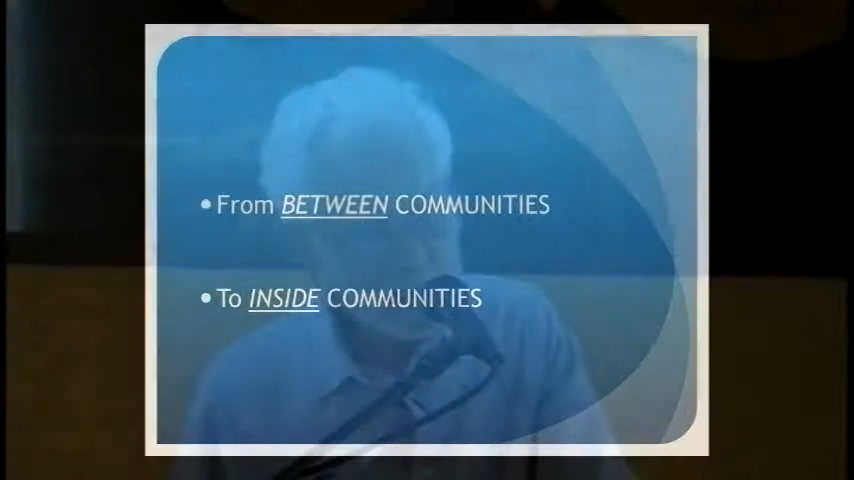 • From BETWEEN COMMUNITIES
• To INSIDE COMMUNITIES